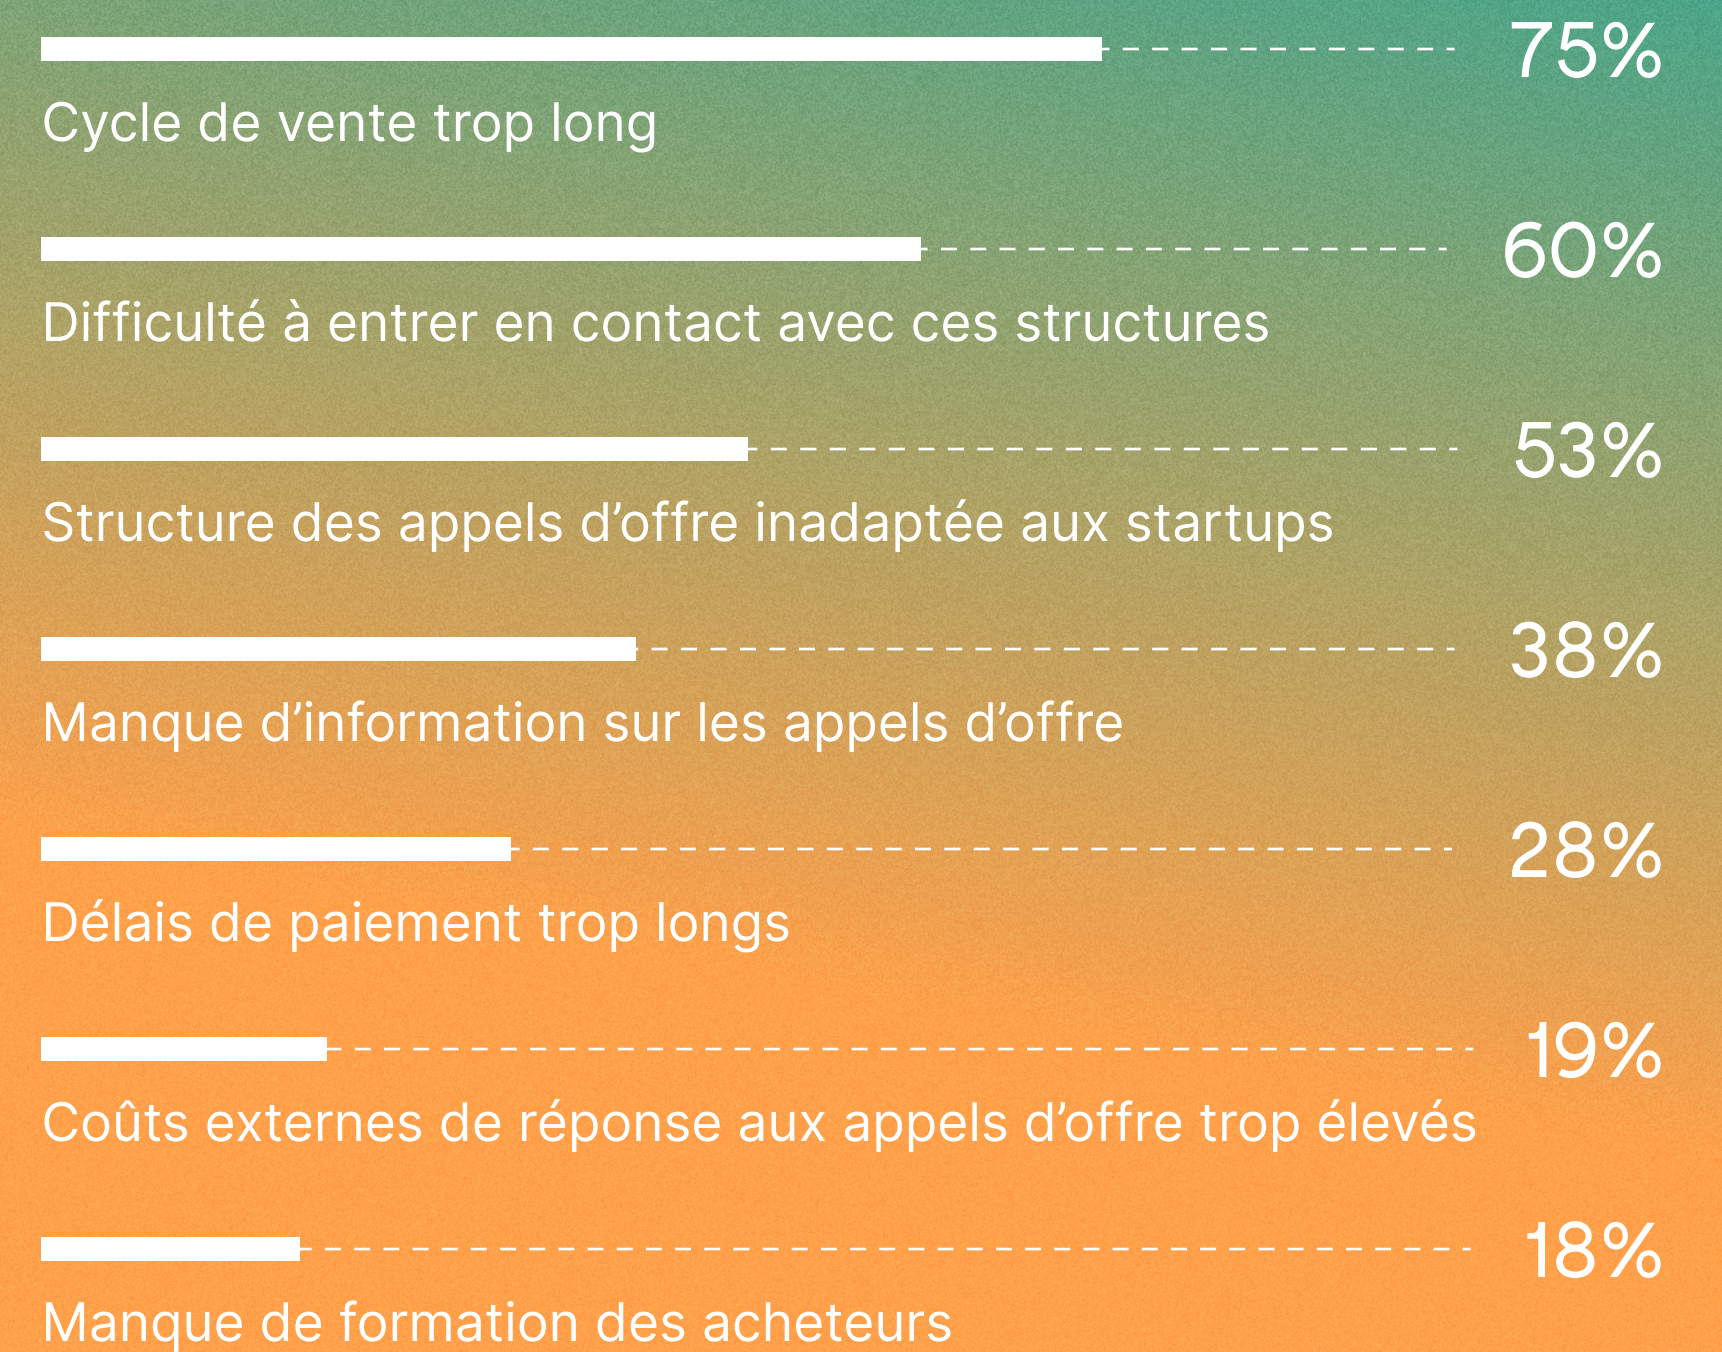 75%
Cycle de vente trop long
60%
Difficulté à entrer en contact avec ces structures
53%
Structure des appels d’offre inadaptée aux startups
38%
Manque d’information sur les appels d’offre
28%
Délais de paiement trop longs
19%
Coûts externes de réponse aux appels d’offre trop élevés
18%
Manque de formation des acheteurs